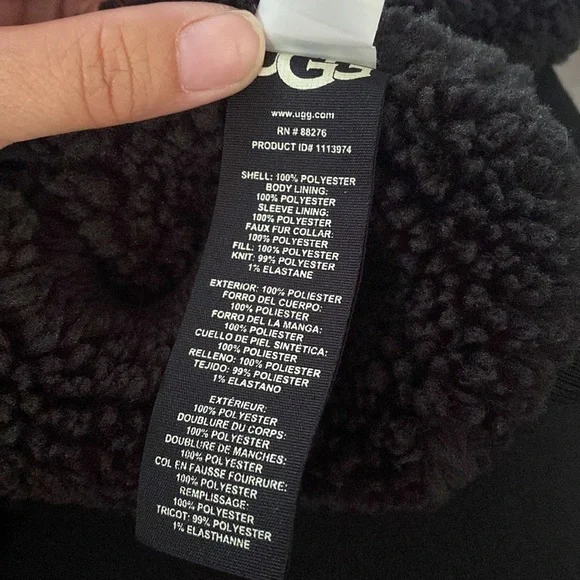 UGG
www.ugg.com
RN # 88276
PRODUCT ID# 1113974
SHELL: 100% POLYESTER
BODY LINING:
100% POLYESTER
SLEEVE LINING:
100% POLYESTER
FAUX FUR COLLAR:
100% POLYESTER
FILL: 100% POLYESTER
KNIT: 99% POLYESTER
1% ELASTANE
EXTERIOR: 100% POLIESTER
FORRO DEL CUERPO:
100% POLIESTER
FORRO DEL LA MANGA:
100% POLIESTER
CUELLO DE PIEL SINTÉTICA:
100% POLIESTER
RELLENO: 100% POLIESTER
TEJIDO: 99% POLIESTER
1% ELASTANO
EXTÉRIEUR:
100% POLYESTER
DOUBLURE DU CORPS:
100% POLYESTER
DOUBLURE DE MANCHES:
100% POLYESTER
COL EN FAUSSE FOURRURE:
100% POLYESTER
REMPLISSAGE:
100% POLYESTER
TRICOT: 99% POLYESTER
1% ELASTHANNE